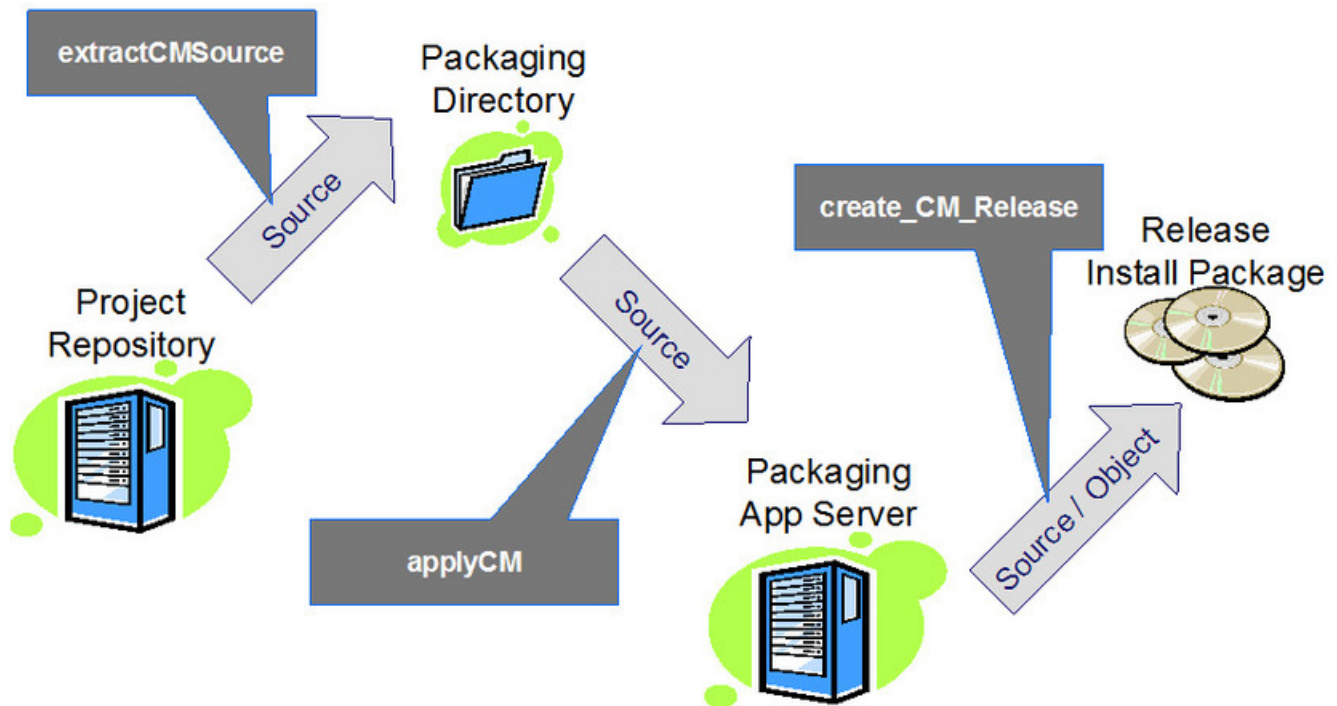 extractCMSource
Packaging
Directory
Source
create_CM_Release
Release
Install Package
Project
Repository
Source
applyCM
Packaging
App Server
Source / Object